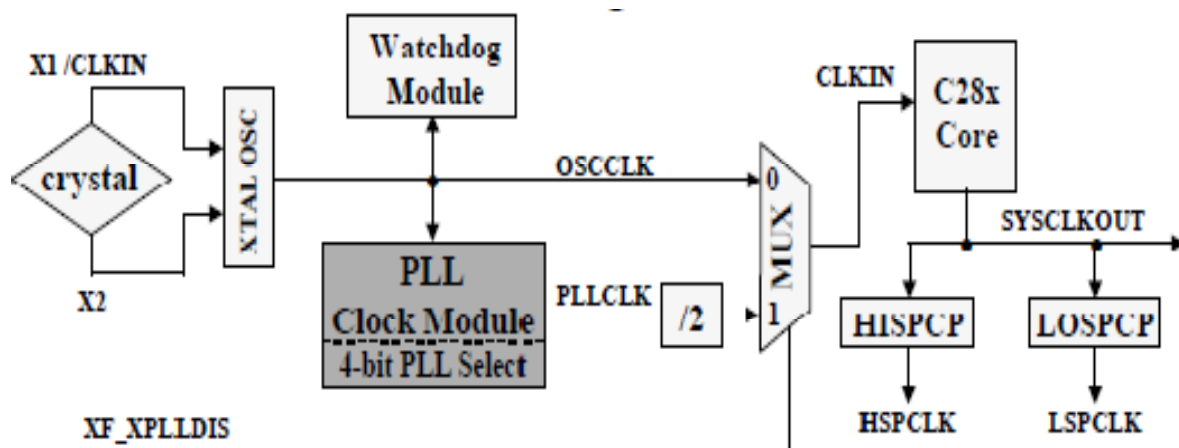 X1 /CLKIN
crystal
X2
XTAL OSC
Watchdog
Module
OSCCLK
PLL
Clock Module
4-bit PLL Select
PLLCLK
/2
0
MUX
1
CLKIN
C28x
Core
SYSCLKOUT
HISPCP
LOSPCP
HSPCLK
LSPCLK
XF_XPLLDIS